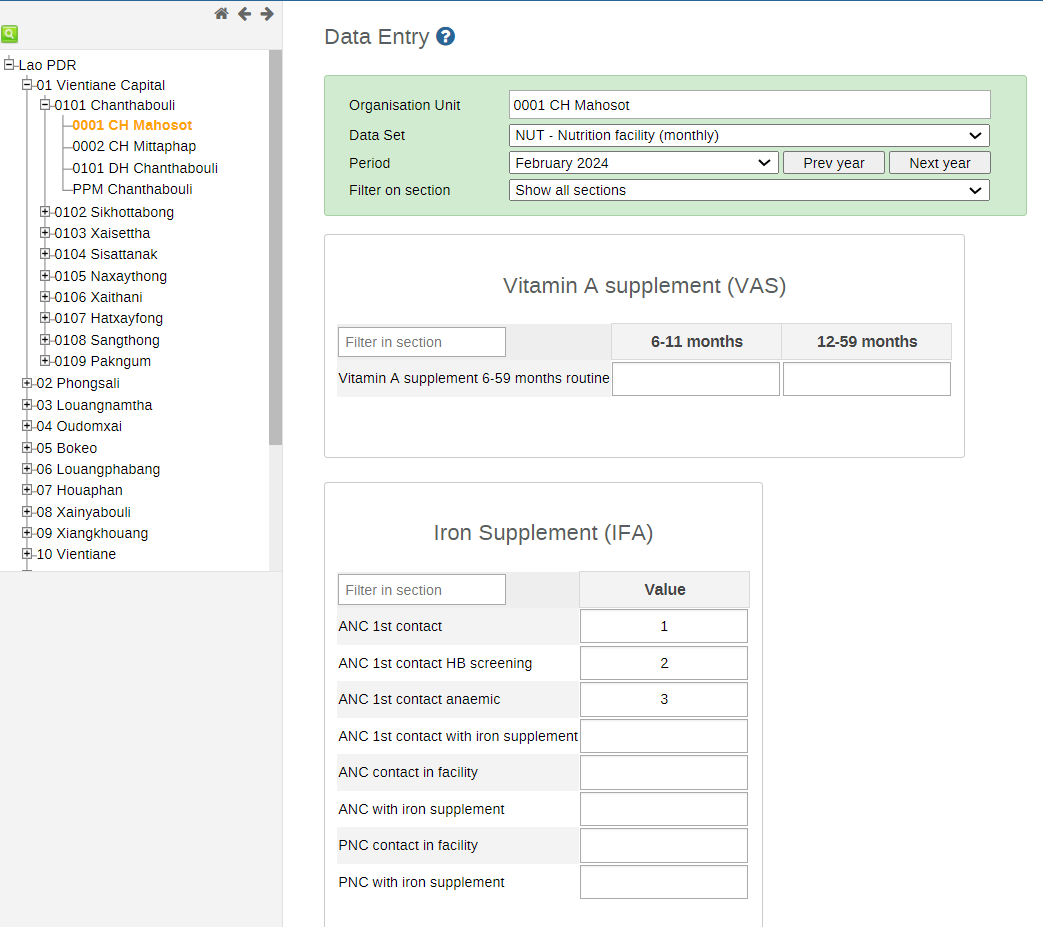 Lao PDR
01 Vientiane Capital
0101 Chanthabouli
0001 CH Mahosot
0002 CH Mittaphap
0101 DH Chanthabouli
PPM Chanthabouli
0102 Sikhottabong
0103 Xaisettha
0104 Sisattanak
0105 Naxaythong
0106 Xaithani
0107 Hatxayfong
0108 Sangthong
0109 Pakngum
02 Phongsali
03 Louangnamtha
04 Oudomxai
05 Bokeo
06 Louangphabang
07 Houaphan
08 Xainyabouli
09 Xiangkhouang
10 Vientiane
Data Entry ?
Organisation Unit 0001 CH Mahosot
Data Set NUT - Nutrition facility (monthly)
Period February 2024 Prev year Next year
Filter on section Show all sections
Vitamin A supplement (VAS)
Filter in section 6-11 months 12-59 months
Vitamin A supplement 6-59 months routine
Iron Supplement (IFA)
Filter in section Value
ANC 1st contact 1
ANC 1st contact HB screening 2
ANC 1st contact anaemic 3
ANC 1st contact with iron supplement
ANC contact in facility
ANC with iron supplement
PNC contact in facility
PNC with iron supplement